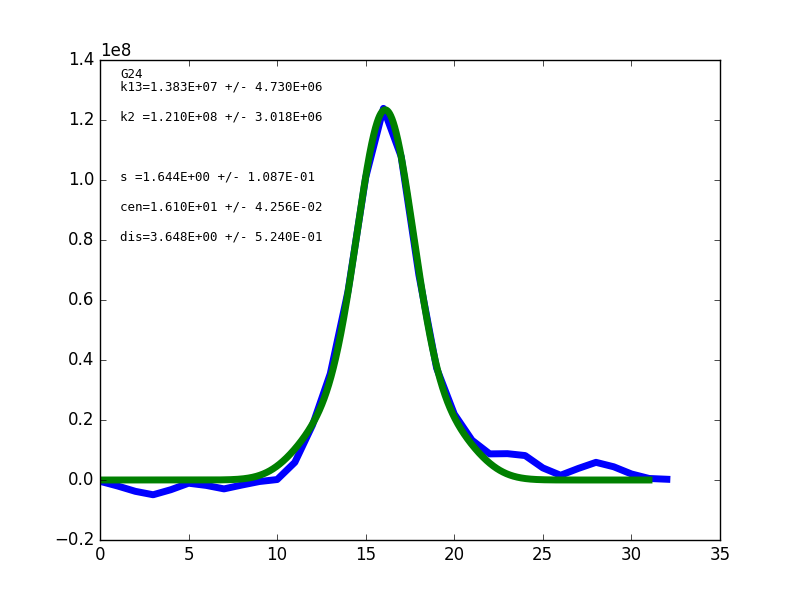 1e8
G24
k13=1.383E+07 +/- 4.730E+06
k2 =1.210E+08 +/- 3.018E+06
s =1.644E+00 +/- 1.087E-01
cen=1.610E+01 +/- 4.256E-02
dis=3.648E+00 +/- 5.240E-01
1.4
1.2
1.0
0.8
0.6
0.4
0.2
0.0
−0.2
0 5 10 15 20 25 30 35